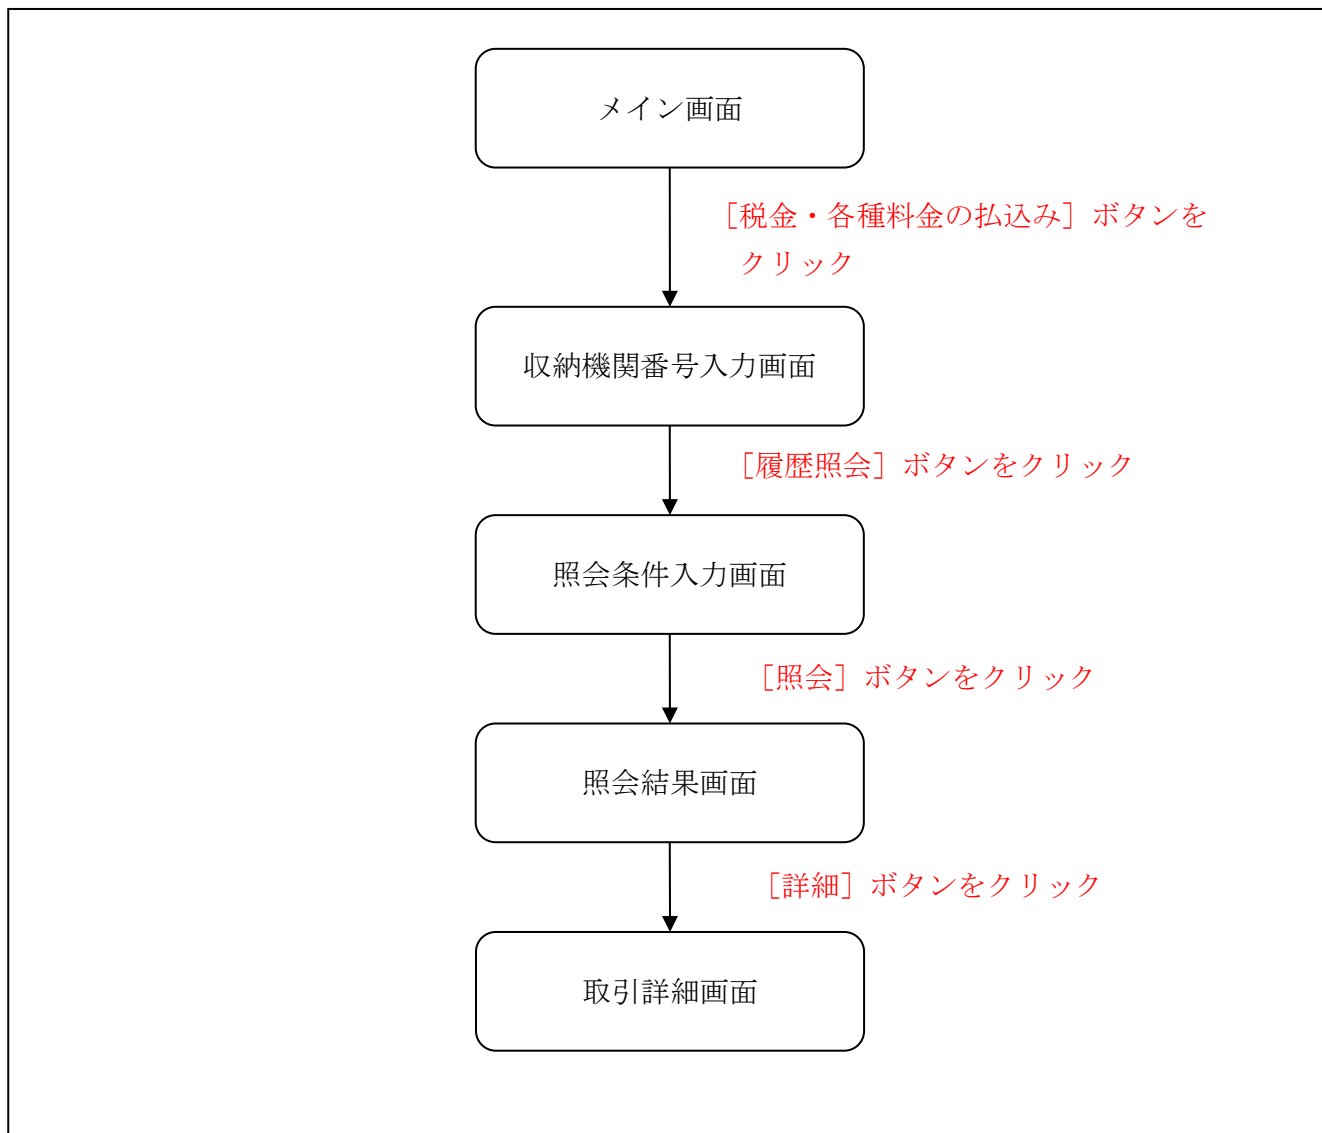 メイン画面
［税金・各種料金の払込み］ボタンを
クリック
収納機関番号入力画面
［履歴照会］ボタンをクリック
照会条件入力画面
［照会］ボタンをクリック
照会結果画面
［詳細］ボタンをクリック
取引詳細画面